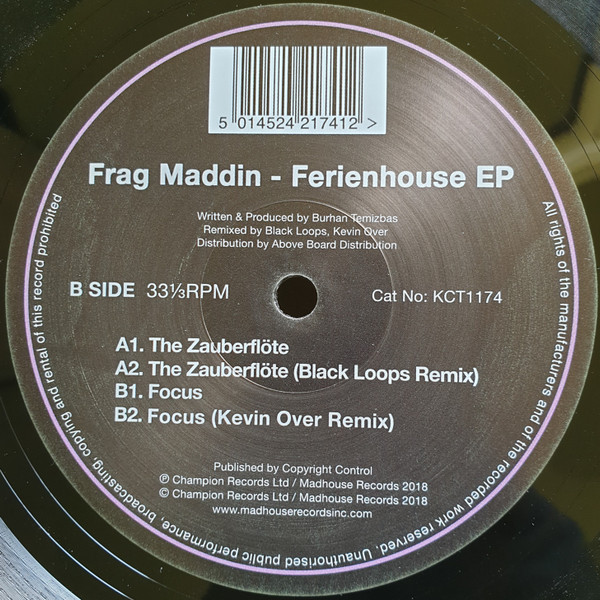 5 014524 217412 >
Frag Maddin - Ferienhouse EP
Written & Produced by Burhan Temizbas
Remixed by Black Loops, Kevin Over
Distribution by Above Board Distribution
B SIDE 33⅓RPM
Cat No: KCT1174
A1. The Zauberflöte
A2. The Zauberflöte (Black Loops Remix)
B1. Focus
B2. Focus (Kevin Over Remix)
Published by Copyright Control
℗ Champion Records Ltd / Madhouse Records 2018
© Champion Records Ltd / Madhouse Records 2018
www.madhouserecordsinc.com
All rights of the manufacturers and of the recorded work reserved. Unauthorised public performance, broadcasting, copying and rental of this record prohibited